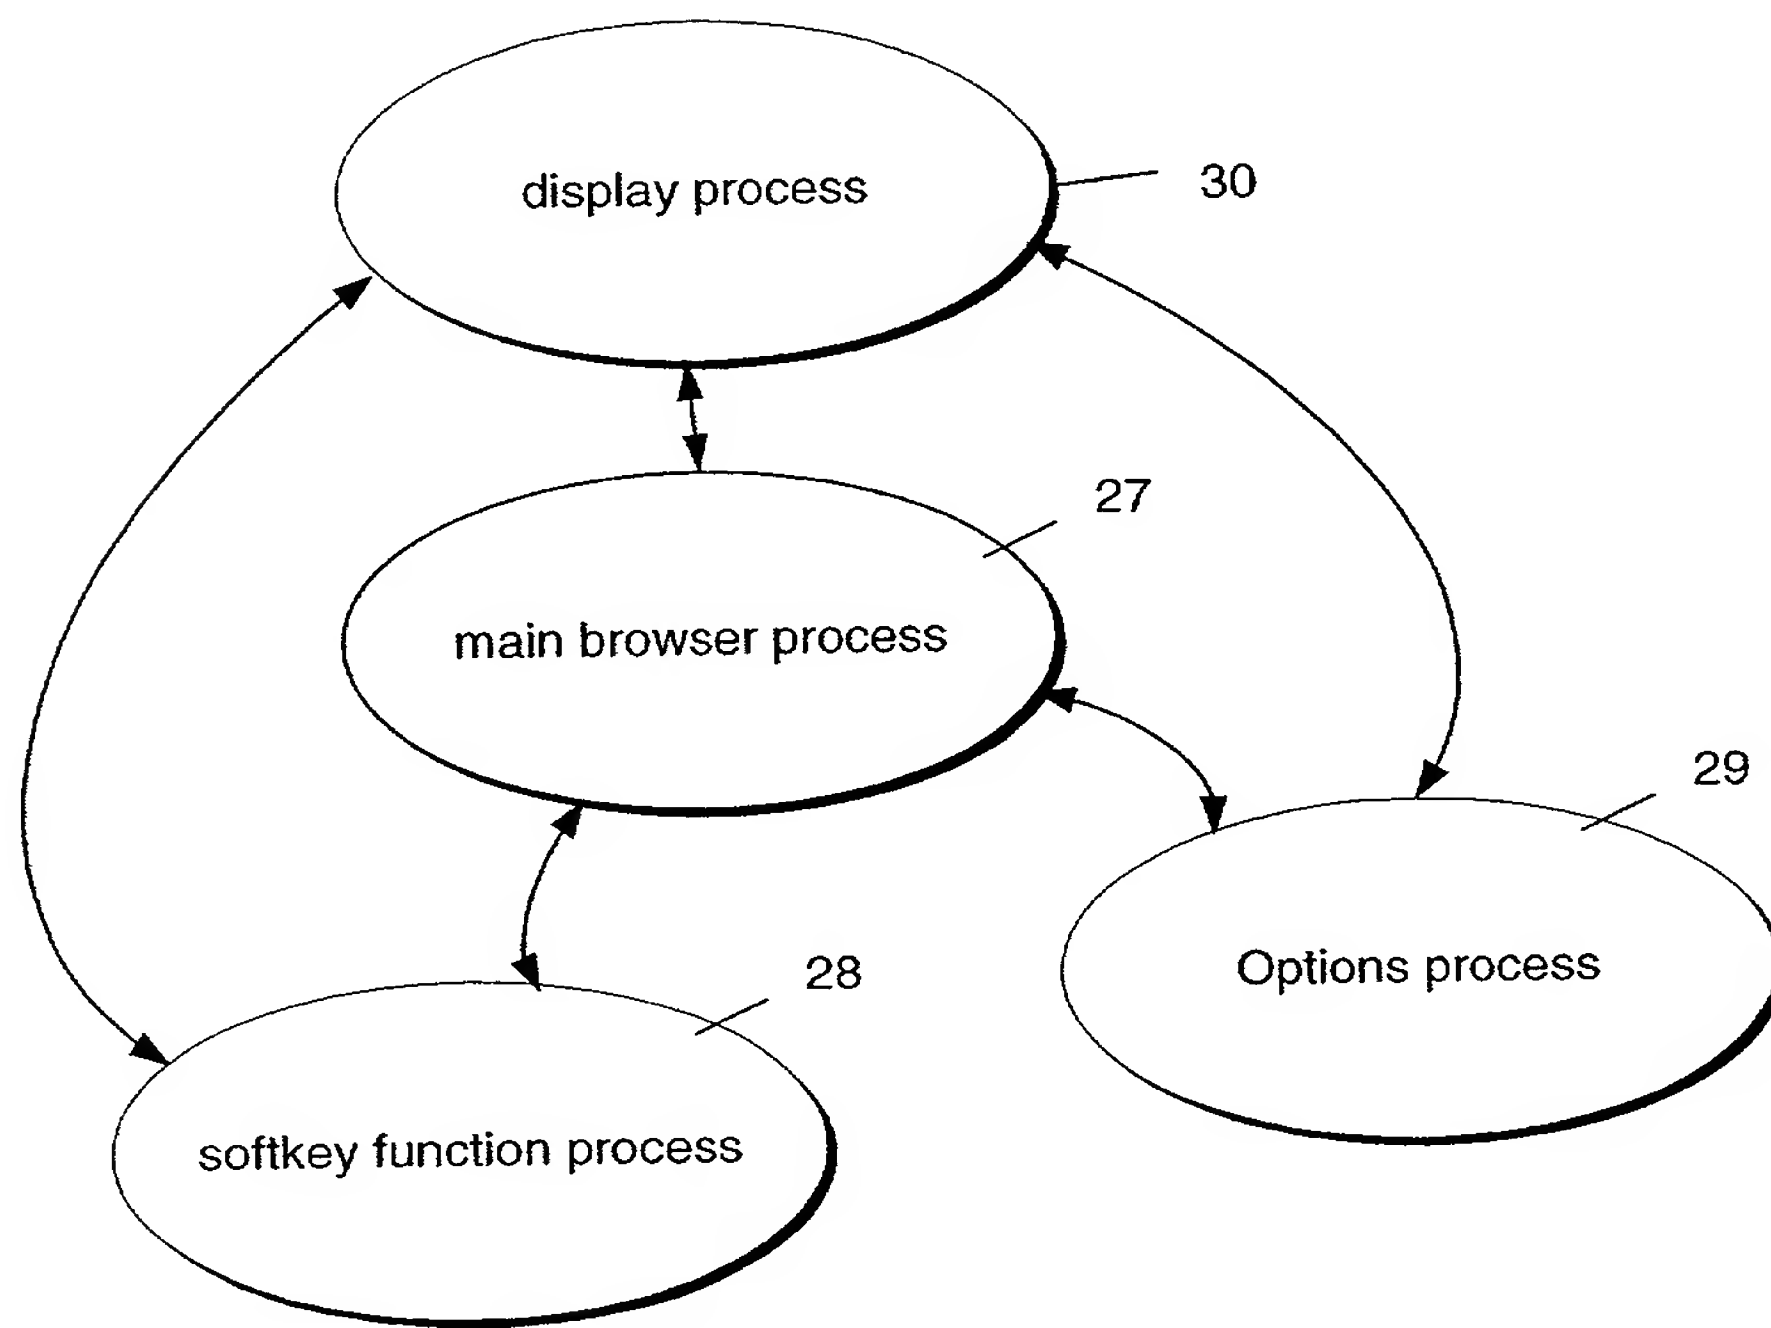 display process
30
27
main browser process
29
Options process
28
softkey function process